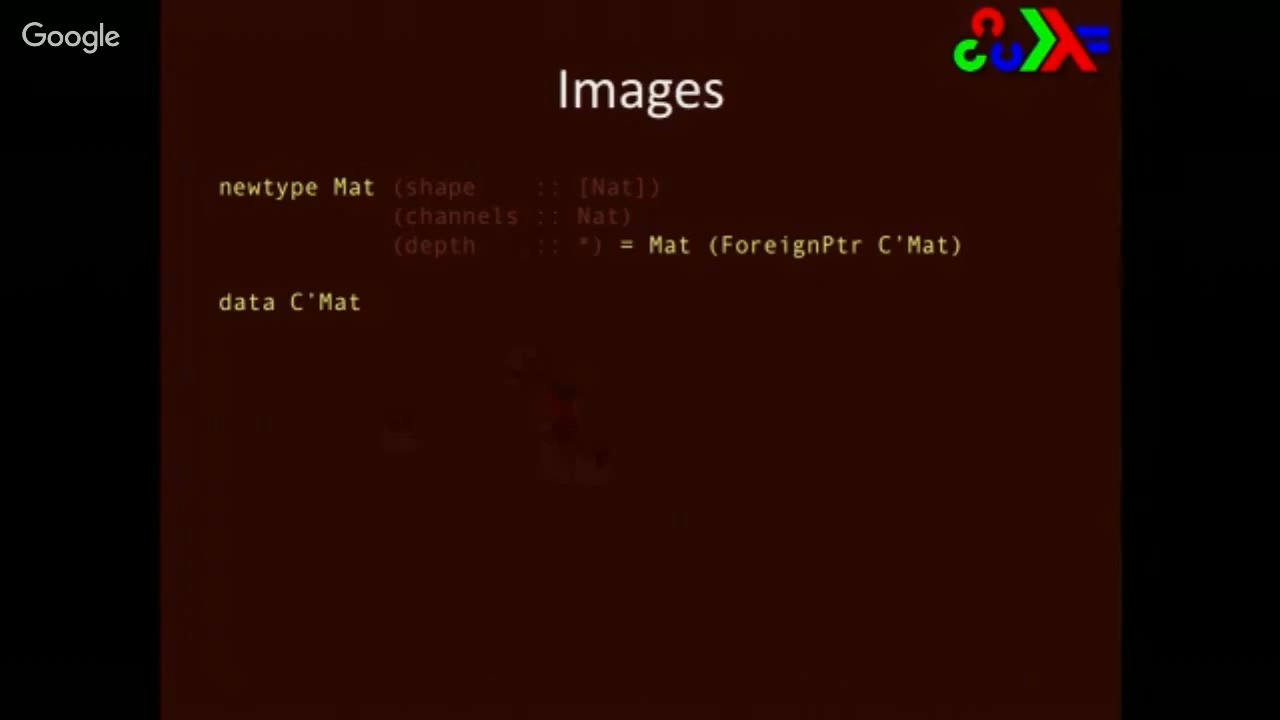 Google
Images
newtype Mat (shape    :: [Nat])
(channels :: Nat)
(depth    :: *) = Mat (ForeignPtr C'Mat)
data C'Mat